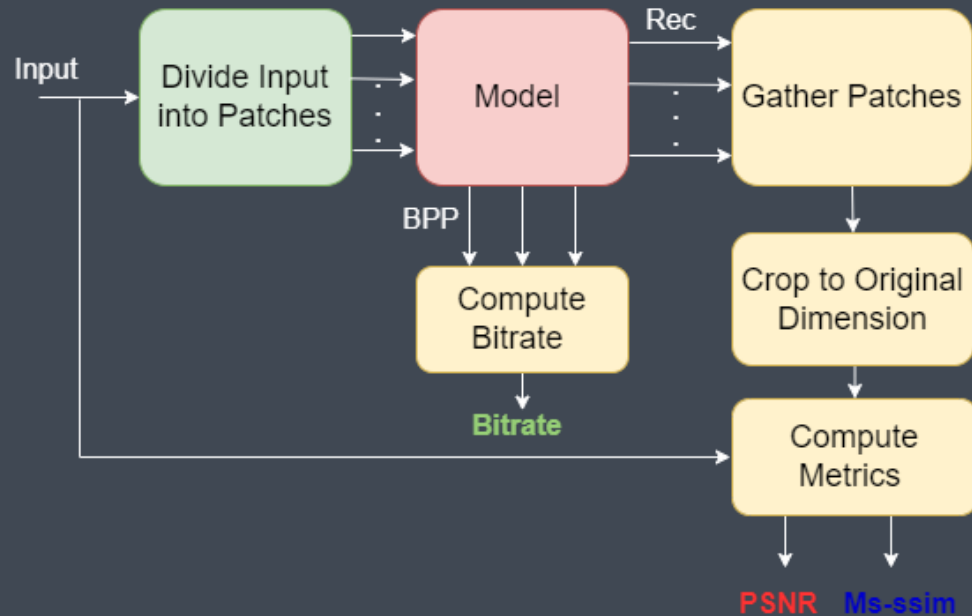 Input
Divide Input
into Patches
Model
Rec
Gather Patches
BPP
Compute
Bitrate
Bitrate
Crop to Original
Dimension
Compute
Metrics
PSNR
Ms-ssim